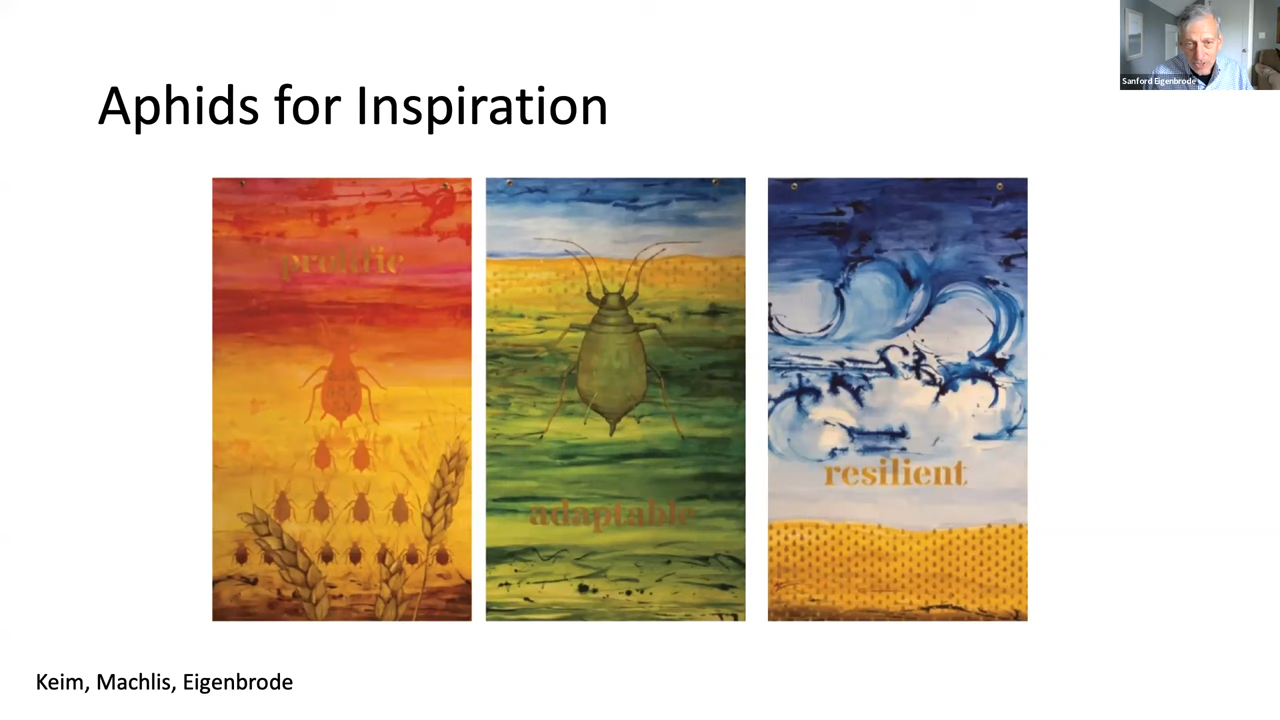 Sanford Eigenbrode
Aphids for Inspiration
prolific
adaptable
resilient
Keim, Machlis, Eigenbrode